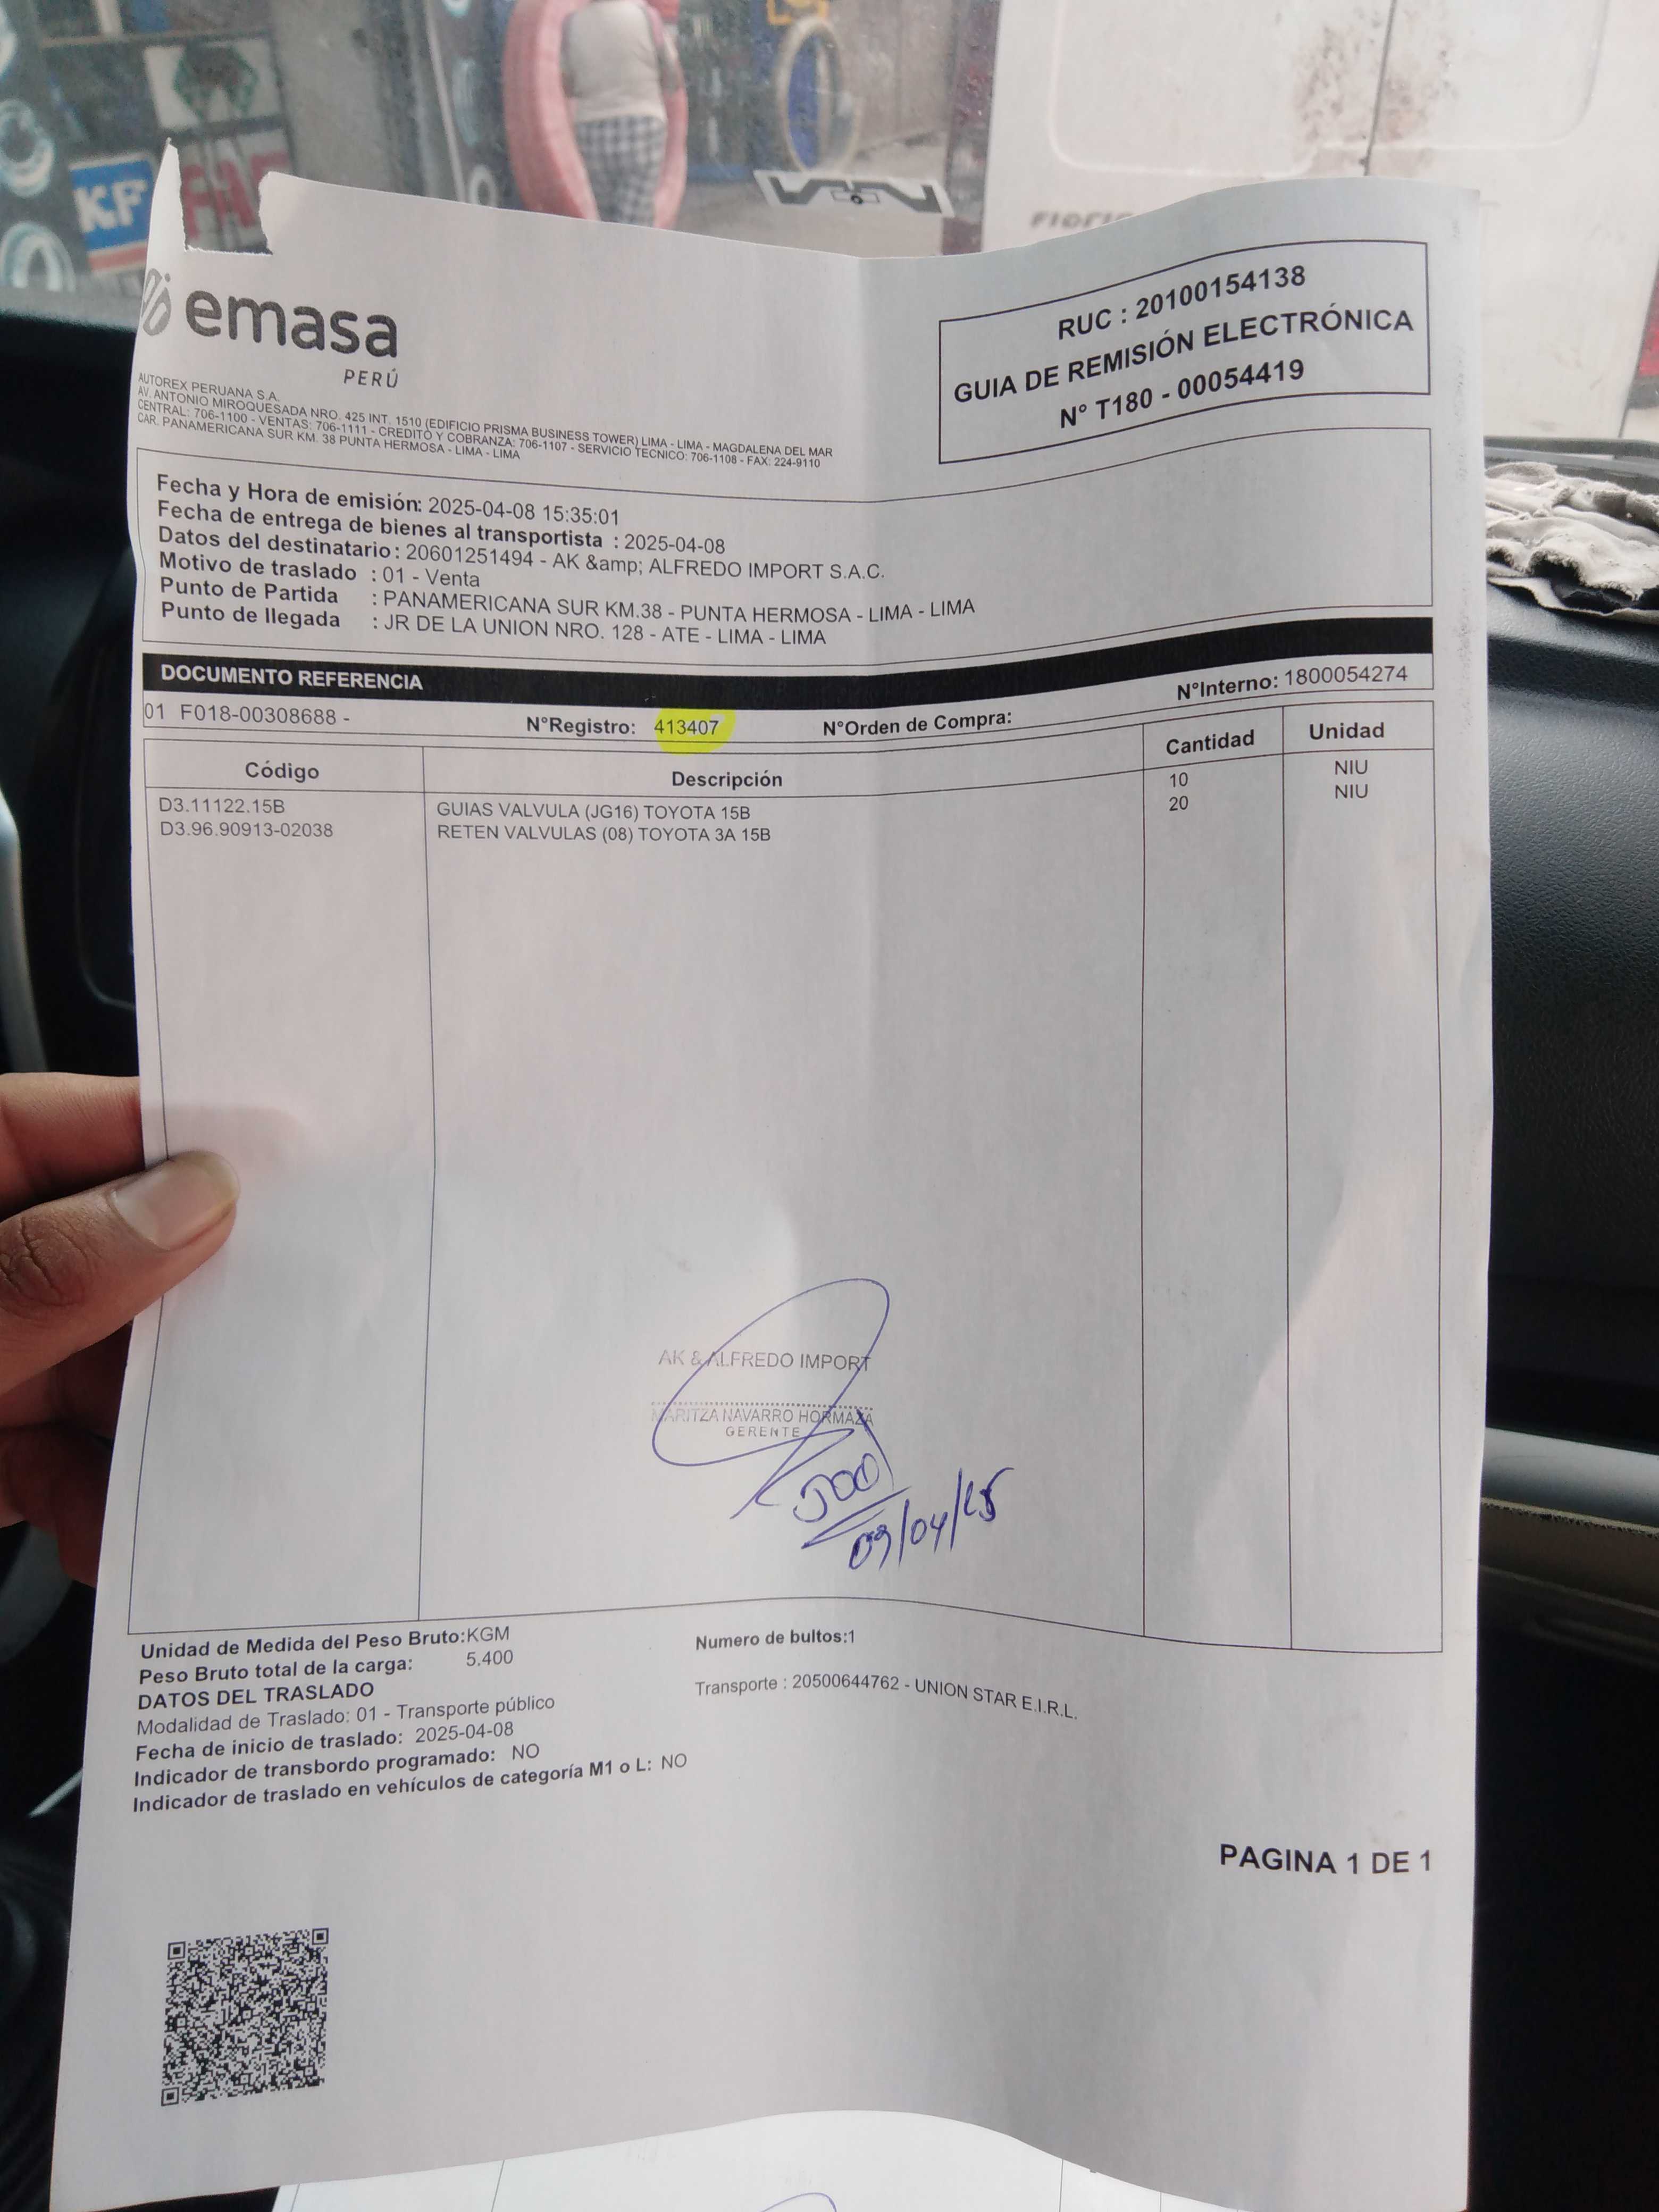 KF
FAG
emasa
PERÚ
RUC : 20100154138
GUIA DE REMISIÓN ELECTRÓNICA
N° T180 - 00054419
AUTOREX PERUANA S.A.
AV. ANTONIO MIROQUESADA NRO. 425 INT. 1510 (EDIFICIO PRISMA BUSINESS TOWER) LIMA - LIMA - MAGDALENA DEL MAR
CENTRAL: 706-1100 - VENTAS: 706-1111 - CREDITO Y COBRANZA: 706-1107 - SERVICIO TECNICO: 706-1108 - FAX: 224-9110
CAR. PANAMERICANA SUR KM. 38 PUNTA HERMOSA - LIMA - LIMA
Fecha y Hora de emisión: 2025-04-08 15:35:01
Fecha de entrega de bienes al transportista : 2025-04-08
Datos del destinatario : 20601251494 - AK &amp; ALFREDO IMPORT S.A.C.
Motivo de traslado : 01 - Venta
Punto de Partida : PANAMERICANA SUR KM.38 - PUNTA HERMOSA - LIMA - LIMA
Punto de llegada : JR DE LA UNION NRO. 128 - ATE - LIMA - LIMA
DOCUMENTO REFERENCIA
N°Interno: 1800054274
01 F018-00308688 - N°Registro: 413407 N°Orden de Compra:
Código Descripción Cantidad Unidad
D3.11122.15B GUIAS VALVULA (JG16) TOYOTA 15B 10 NIU
D3.96.90913-02038 RETEN VALVULAS (08) TOYOTA 3A 15B 20 NIU
AK & ALFREDO IMPORT
MARITZA NAVARRO HORMAZA
GERENTE
09/04/25
Unidad de Medida del Peso Bruto:KGM Numero de bultos:1
Peso Bruto total de la carga: 5.400
DATOS DEL TRASLADO Transporte : 20500644762 - UNION STAR E.I.R.L.
Modalidad de Traslado: 01 - Transporte público
Fecha de inicio de traslado: 2025-04-08
Indicador de transbordo programado: NO
Indicador de traslado en vehículos de categoría M1 o L: NO
PAGINA 1 DE 1